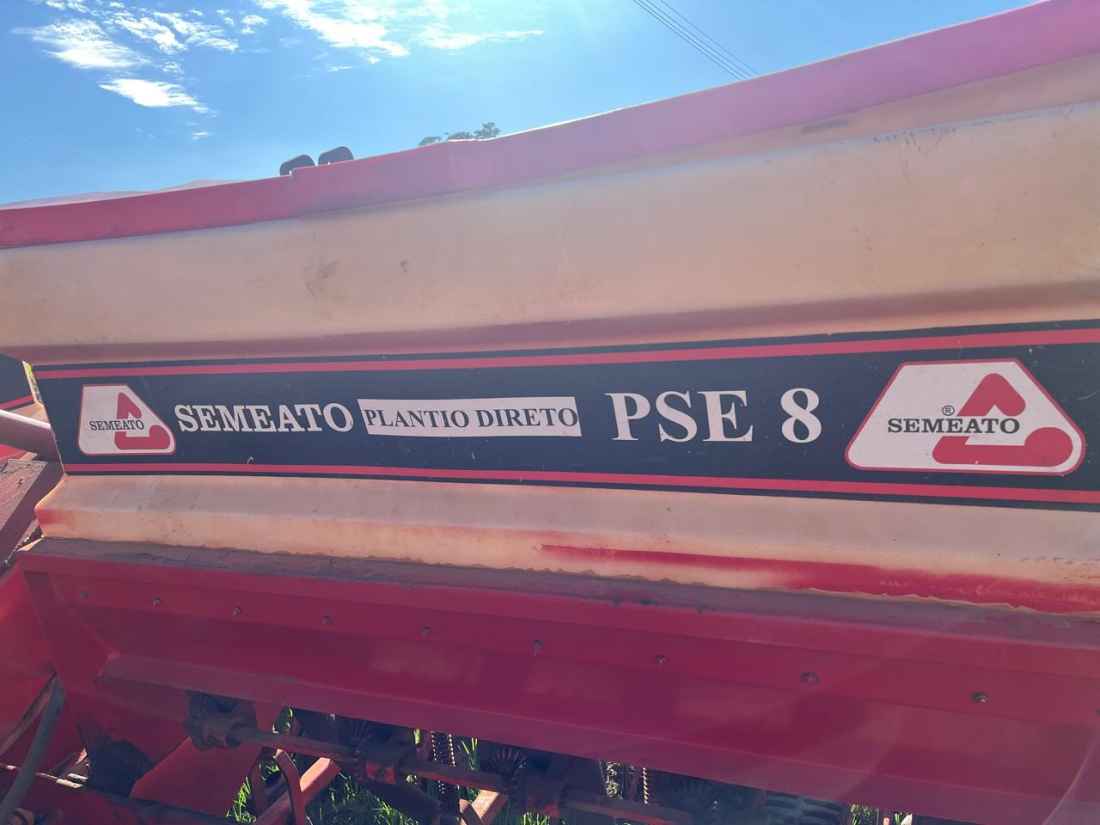 SEMEATO
SEMEATO
PLANTIO DIRETO
PSE 8
SEMEATO®